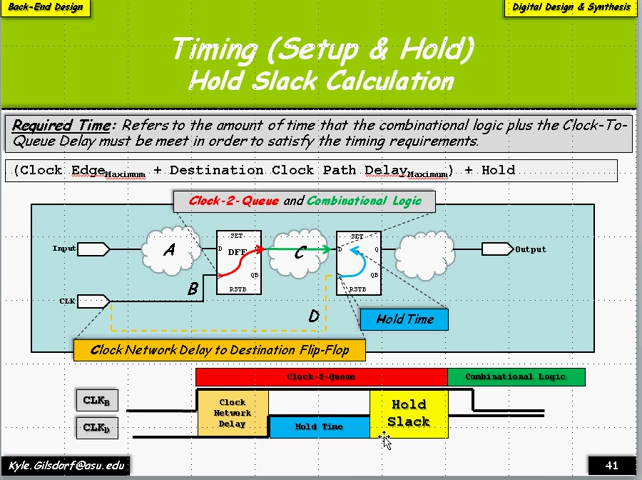 Back-End Design
Digital Design & Synthesis
Timing (Setup & Hold)
Hold Slack Calculation
Required Time: Refers to the amount of time that the combinational logic plus the Clock-To-
Queue Delay must be meet in order to satisfy the timing requirements.
(Clock EdgeMaximum + Destination Clock Path DelayMaximum) + Hold
Clock-2-Queue and Combinational Logic
Input
A
D
SET
DFF
QB
RSTB
C
D
SET
Q
QB
RSTB
Output
CLK
B
D
Hold Time
Clock Network Delay to Destination Flip-Flop
Clock-2-Queue
Combinational Logic
CLKB
CLKD
Clock
Network
Delay
Hold Time
Hold
Slack
Kyle.Gilsdorf@asu.edu
41